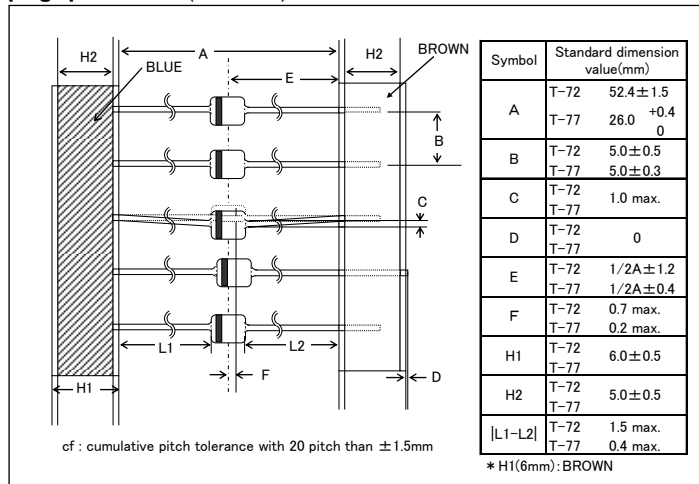 H2
A
H2
BLUE
BROWN
E
B
C
L1
L2
H1
F
D
cf : cumulative pitch tolerance with 20 pitch than ±1.5mm
Symbol Standard dimension value(mm)
A T-72 52.4±1.5
T-77 26.0 +0.4 0
B T-72 5.0±0.5
T-77 5.0±0.3
C T-72 T-77 1.0 max.
D T-72 T-77 0
E T-72 1/2A±1.2
T-77 1/2A±0.4
F T-72 0.7 max.
T-77 0.2 max.
H1 T-72 T-77 6.0±0.5
H2 T-72 T-77 5.0±0.5
|L1-L2| T-72 1.5 max.
T-77 0.4 max.
* H1(6mm): BROWN